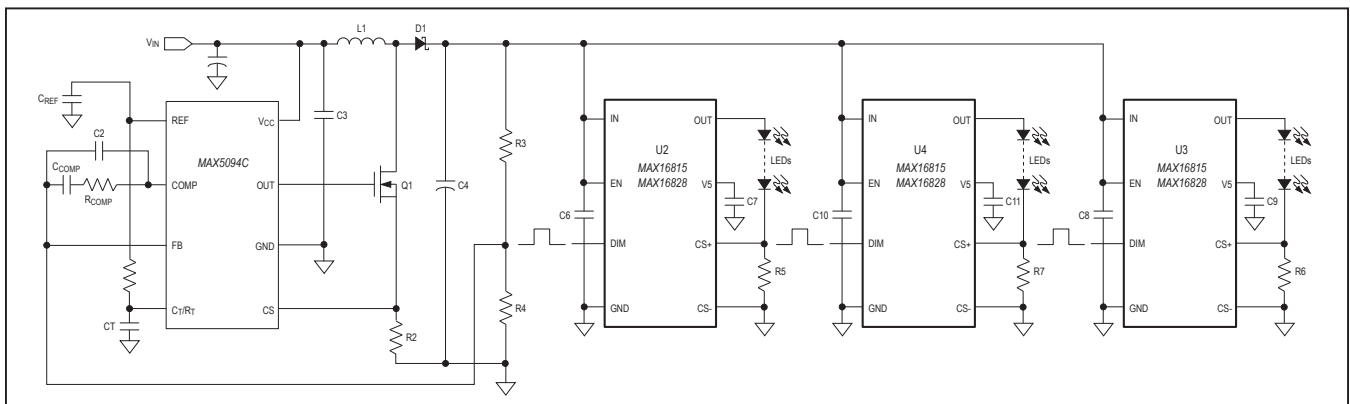 VIN
L1
D1
CREF
REF
VCC
C3
C2
MAX5094C
CCOMP
COMP
RCOMP
OUT
Q1
C4
FB
GND
CT/RT
CS
CT
R2
R3
R4
IN
OUT
U2
MAX16815
MAX16828
LEDs
EN
V5
C7
C6
DIM
CS+
R5
GND
CS-
IN
OUT
U4
MAX16815
MAX16828
LEDs
EN
V5
C11
C10
DIM
CS+
R7
GND
CS-
IN
OUT
U3
MAX16815
MAX16828
LEDs
EN
V5
C9
C8
DIM
CS+
R6
GND
CS-